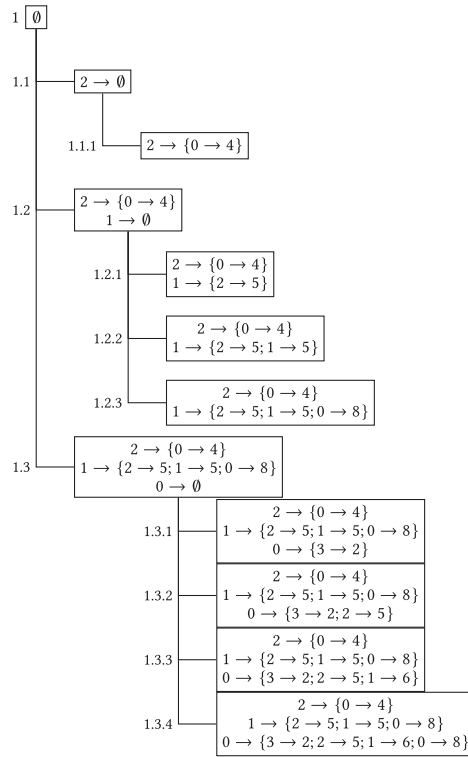 1 ∅
1.1 2 → ∅
1.1.1 2 → {0 → 4}
1.2 2 → {0 → 4}
1 → ∅
1.2.1 2 → {0 → 4}
1 → {2 → 5}
1.2.2 2 → {0 → 4}
1 → {2 → 5; 1 → 5}
1.2.3 2 → {0 → 4}
1 → {2 → 5; 1 → 5; 0 → 8}
1.3 2 → {0 → 4}
1 → {2 → 5; 1 → 5; 0 → 8}
0 → ∅
1.3.1 2 → {0 → 4}
1 → {2 → 5; 1 → 5; 0 → 8}
0 → {3 → 2}
1.3.2 2 → {0 → 4}
1 → {2 → 5; 1 → 5; 0 → 8}
0 → {3 → 2; 2 → 5}
1.3.3 2 → {0 → 4}
1 → {2 → 5; 1 → 5; 0 → 8}
0 → {3 → 2; 2 → 5; 1 → 6}
1.3.4 2 → {0 → 4}
1 → {2 → 5; 1 → 5; 0 → 8}
0 → {3 → 2; 2 → 5; 1 → 6; 0 → 8}